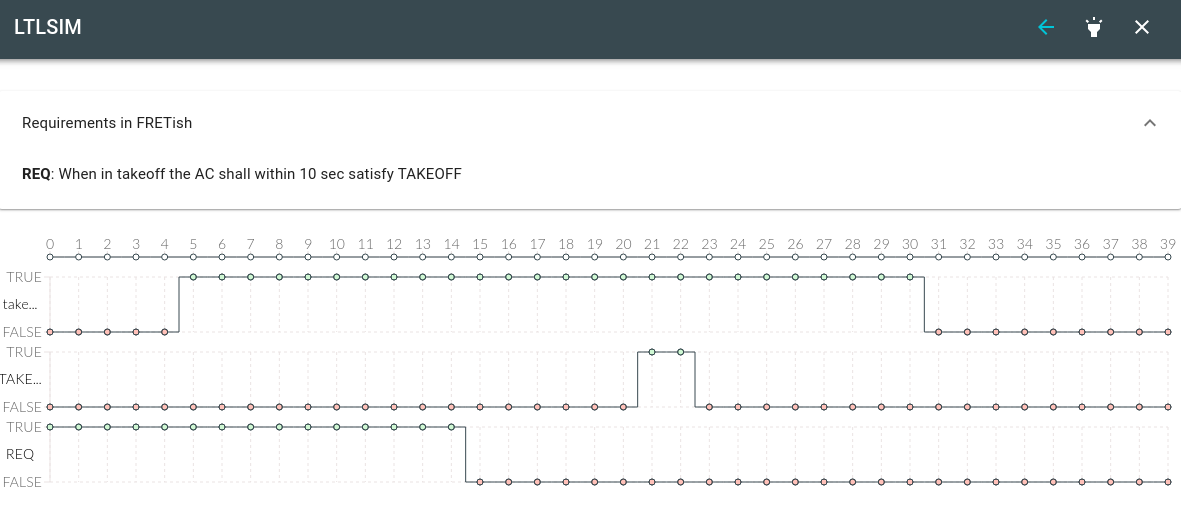 LTLSIM
Requirements in FRETish
REQ: When in takeoff the AC shall within 10 sec satisfy TAKEOFF
0 1 2 3 4 5 6 7 8 9 10 11 12 13 14 15 16 17 18 19 20 21 22 23 24 25 26 27 28 29 30 31 32 33 34 35 36 37 38 39
TRUE
take...
FALSE
TRUE
TAKE...
FALSE
TRUE
REQ
FALSE